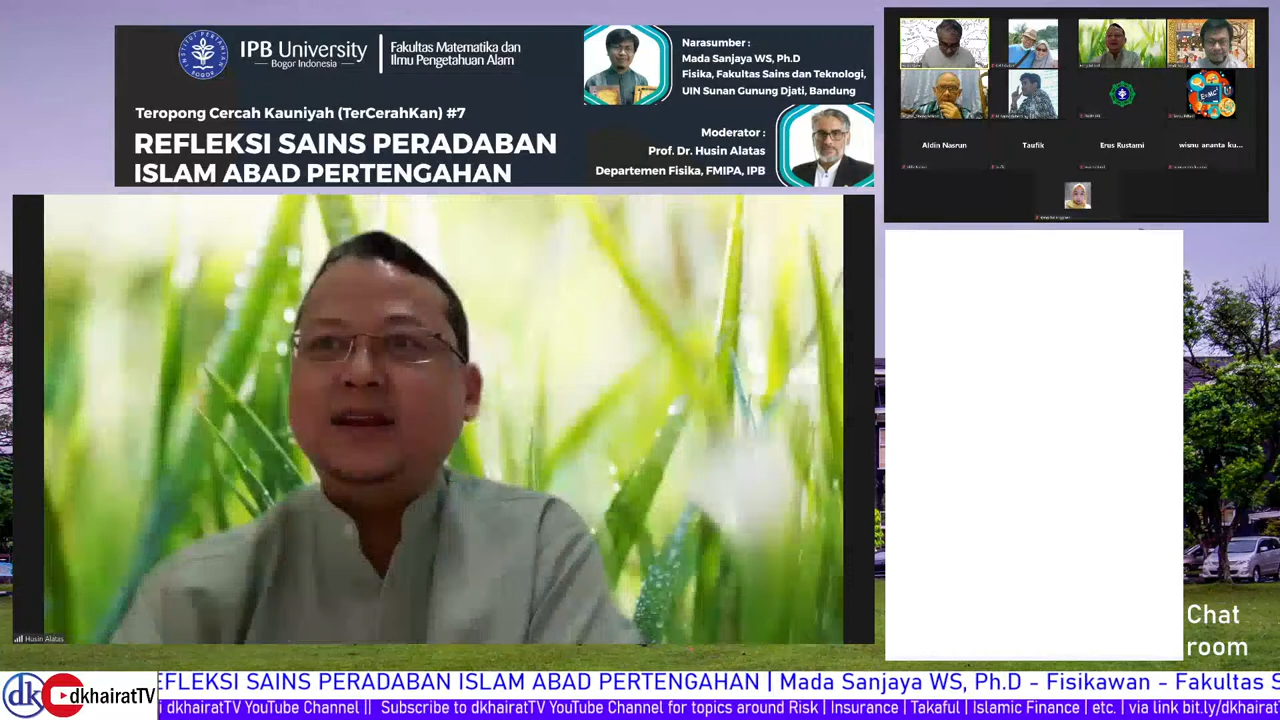 IPB University
Bogor Indonesia
Fakultas Matematika dan
Ilmu Pengetahuan Alam
Teropong Cercah Kauniyah (TerCerahKan) #7
REFLEKSI SAINS PERADABAN
ISLAM ABAD PERTENGAHAN
Narasumber :
Mada Sanjaya WS, Ph.D
Fisika, Fakultas Sains dan Teknologi,
UIN Sunan Gunung Djati, Bandung
Moderator :
Prof. Dr. Husin Alatas
Departemen Fisika, FMIPA, IPB
Aldin Nasrun
Taufik
Erus Rustami
wisnu ananta ku...
Husin Alatas
Chat
room
dk
dkhairatTV
EFLEKSI SAINS PERADABAN ISLAM ABAD PERTENGAHAN | Mada Sanjaya WS, Ph.D - Fisikawan - Fakultas S
dkhairatTV YouTube Channel || Subscribe to dkhairatTV YouTube Channel for topics around Risk | Insurance | Takaful | Islamic Finance | etc. | via link bit.ly/dkhairat